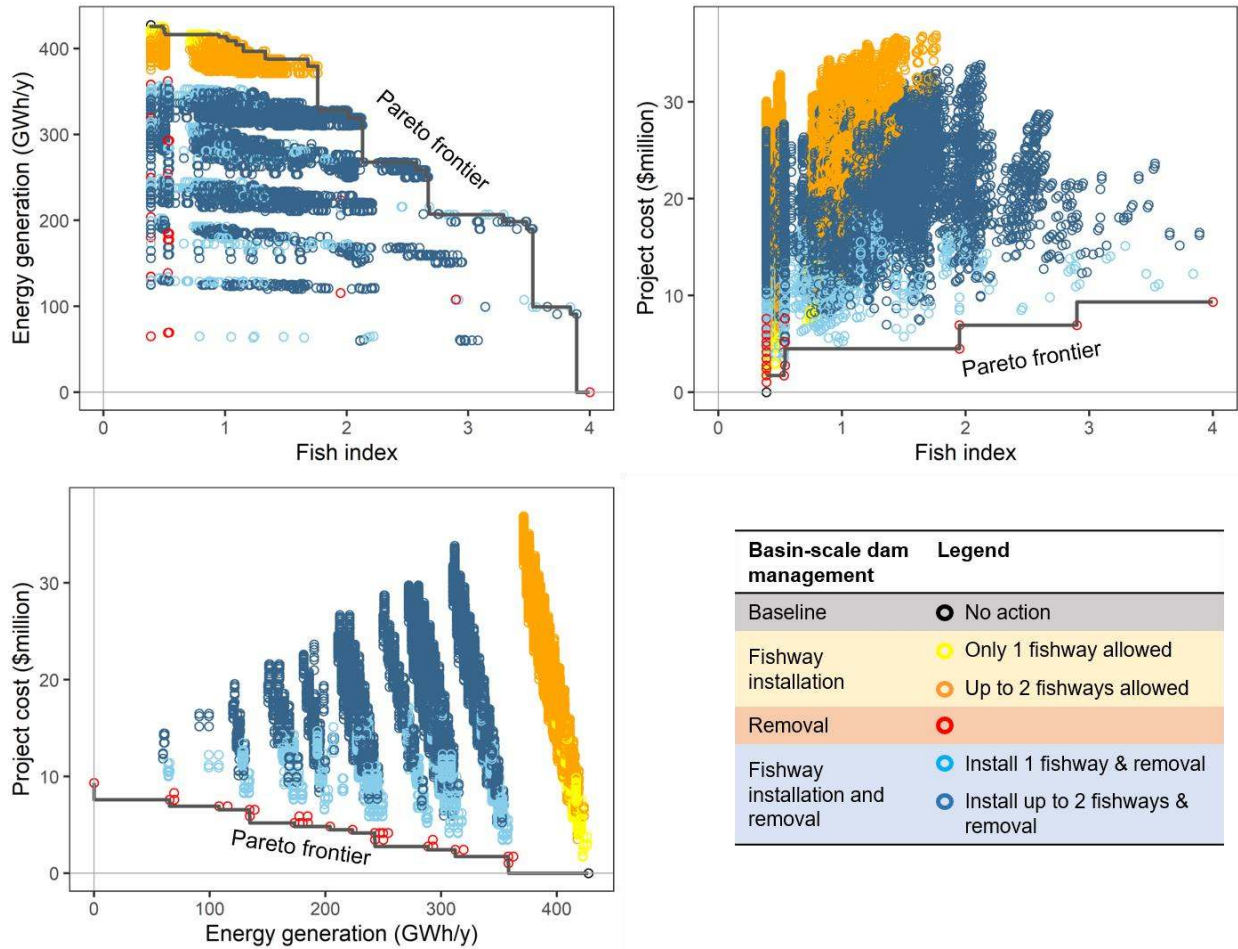 Energy generation (GWh/y)
400
300
200
100
0
Pareto frontier
0
1
2
3
4
Fish index
Project cost ($million)
30
20
10
0
Pareto frontier
0
1
2
3
4
Fish index
Project cost ($million)
30
20
10
0
Pareto frontier
0
100
200
300
400
Energy generation (GWh/y)
Basin-scale dam
management
Legend
Baseline
No action
Fishway
installation
Only 1 fishway allowed
Up to 2 fishways allowed
Removal
Fishway
installation and
removal
Install 1 fishway & removal
Install up to 2 fishways &
removal